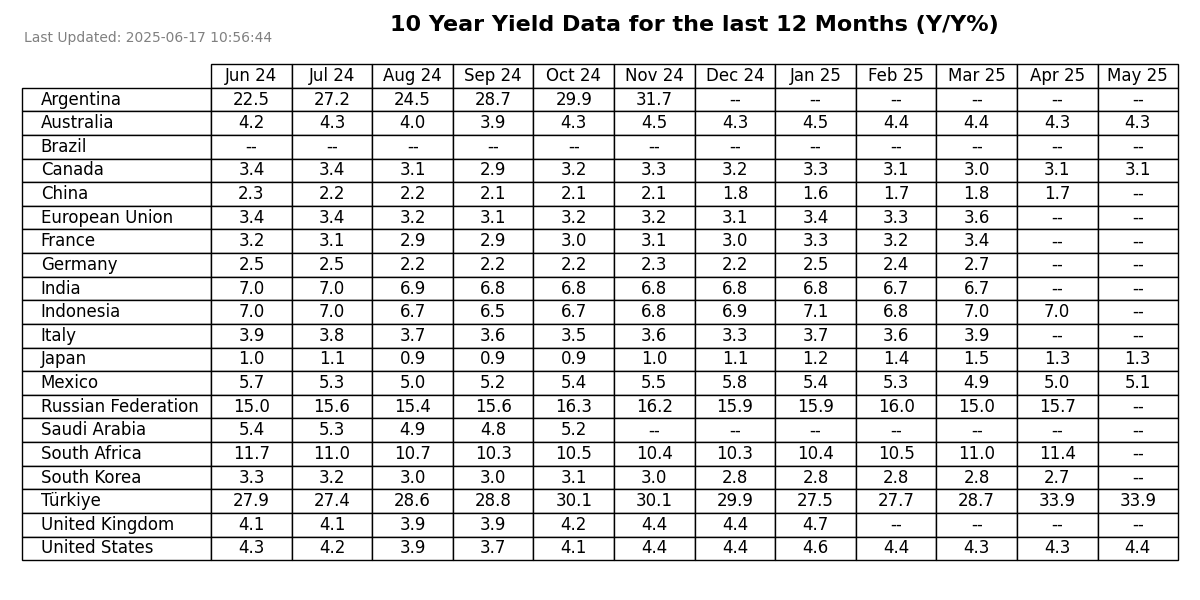 10 Year Yield Data for the last 12 Months (Y/Y%)
Last Updated: 2025-06-17 10:56:44
Jun 24 Jul 24 Aug 24 Sep 24 Oct 24 Nov 24 Dec 24 Jan 25 Feb 25 Mar 25 Apr 25 May 25
Argentina 22.5 27.2 24.5 28.7 29.9 31.7 -- -- -- -- -- --
Australia 4.2 4.3 4.0 3.9 4.3 4.5 4.3 4.5 4.4 4.4 4.3 4.3
Brazil -- -- -- -- -- -- -- -- -- -- -- --
Canada 3.4 3.4 3.1 2.9 3.2 3.3 3.2 3.3 3.1 3.0 3.1 3.1
China 2.3 2.2 2.2 2.1 2.1 2.1 1.8 1.6 1.7 1.8 1.7 --
European Union 3.4 3.4 3.2 3.1 3.2 3.2 3.1 3.4 3.3 3.6 -- --
France 3.2 3.1 2.9 2.9 3.0 3.1 3.0 3.3 3.2 3.4 -- --
Germany 2.5 2.5 2.2 2.2 2.2 2.3 2.2 2.5 2.4 2.7 -- --
India 7.0 7.0 6.9 6.8 6.8 6.8 6.8 6.8 6.7 6.7 -- --
Indonesia 7.0 7.0 6.7 6.5 6.7 6.8 6.9 7.1 6.8 7.0 7.0 --
Italy 3.9 3.8 3.7 3.6 3.5 3.6 3.3 3.7 3.6 3.9 -- --
Japan 1.0 1.1 0.9 0.9 0.9 1.0 1.1 1.2 1.4 1.5 1.3 1.3
Mexico 5.7 5.3 5.0 5.2 5.4 5.5 5.8 5.4 5.3 4.9 5.0 5.1
Russian Federation 15.0 15.6 15.4 15.6 16.3 16.2 15.9 15.9 16.0 15.0 15.7 --
Saudi Arabia 5.4 5.3 4.9 4.8 5.2 -- -- -- -- -- -- --
South Africa 11.7 11.0 10.7 10.3 10.5 10.4 10.3 10.4 10.5 11.0 11.4 --
South Korea 3.3 3.2 3.0 3.0 3.1 3.0 2.8 2.8 2.8 2.8 2.7 --
Türkiye 27.9 27.4 28.6 28.8 30.1 30.1 29.9 27.5 27.7 28.7 33.9 33.9
United Kingdom 4.1 4.1 3.9 3.9 4.2 4.4 4.4 4.7 -- -- -- --
United States 4.3 4.2 3.9 3.7 4.1 4.4 4.4 4.6 4.4 4.3 4.3 4.4